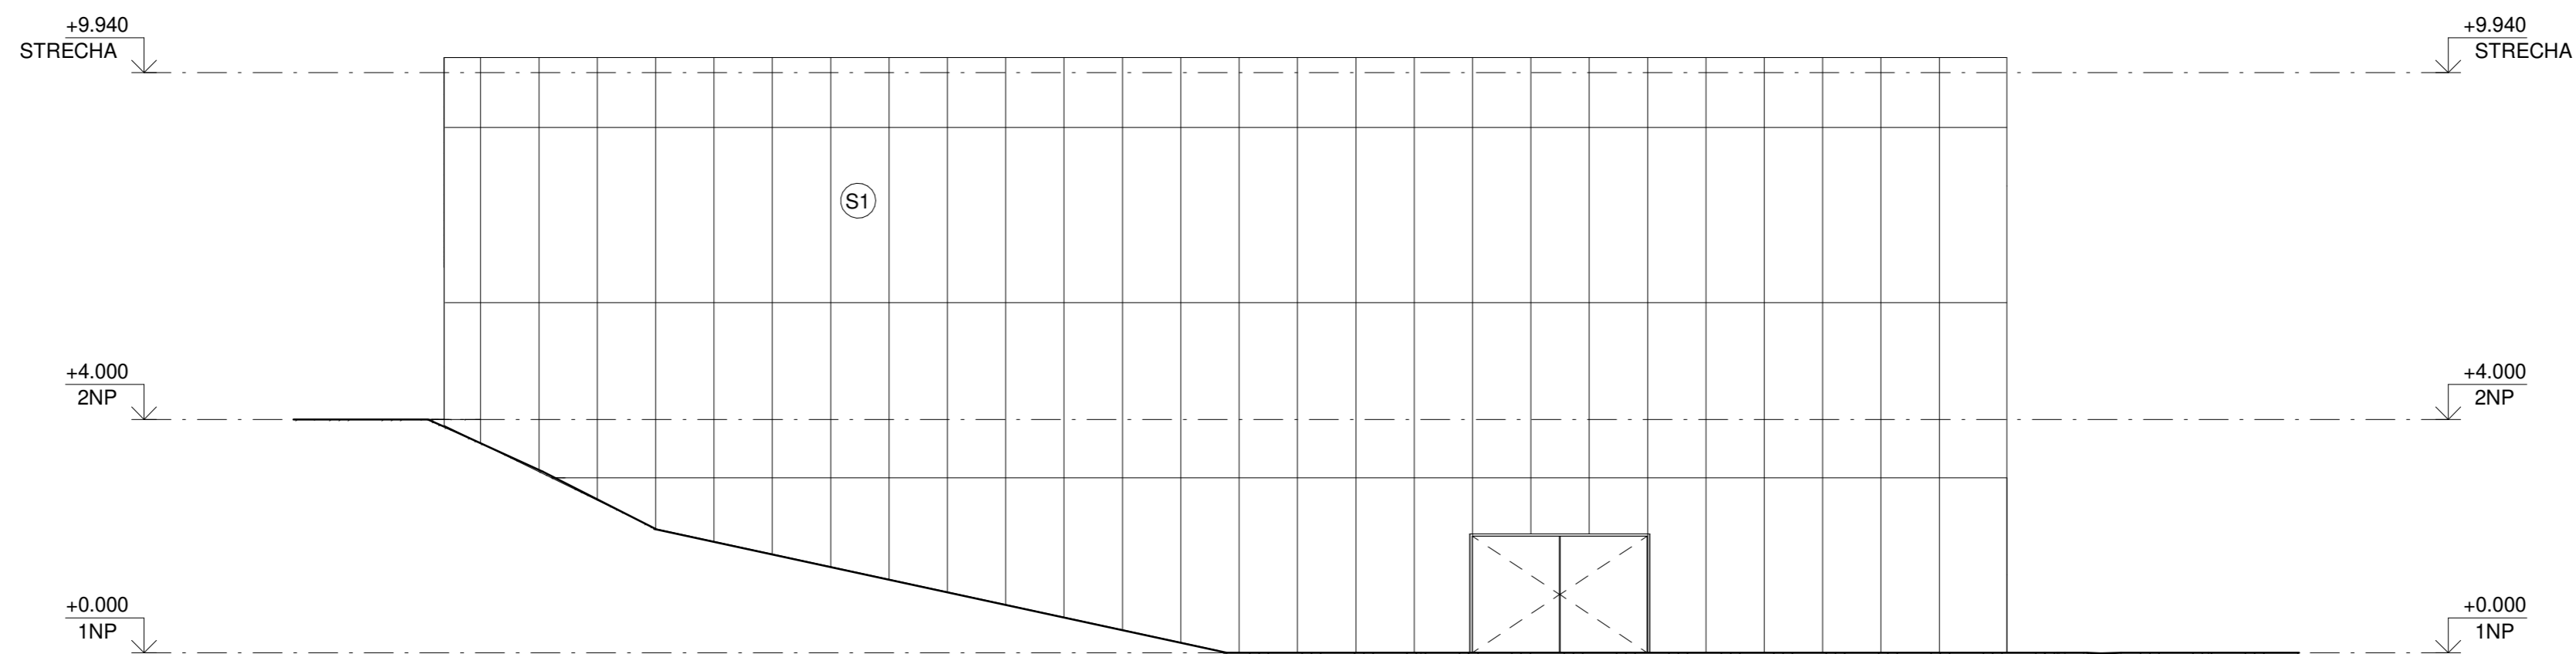 +9.940
STRECHA
+9.940
STRECHA
S1
+4.000
2NP
+4.000
2NP
+0.000
1NP
+0.000
1NP